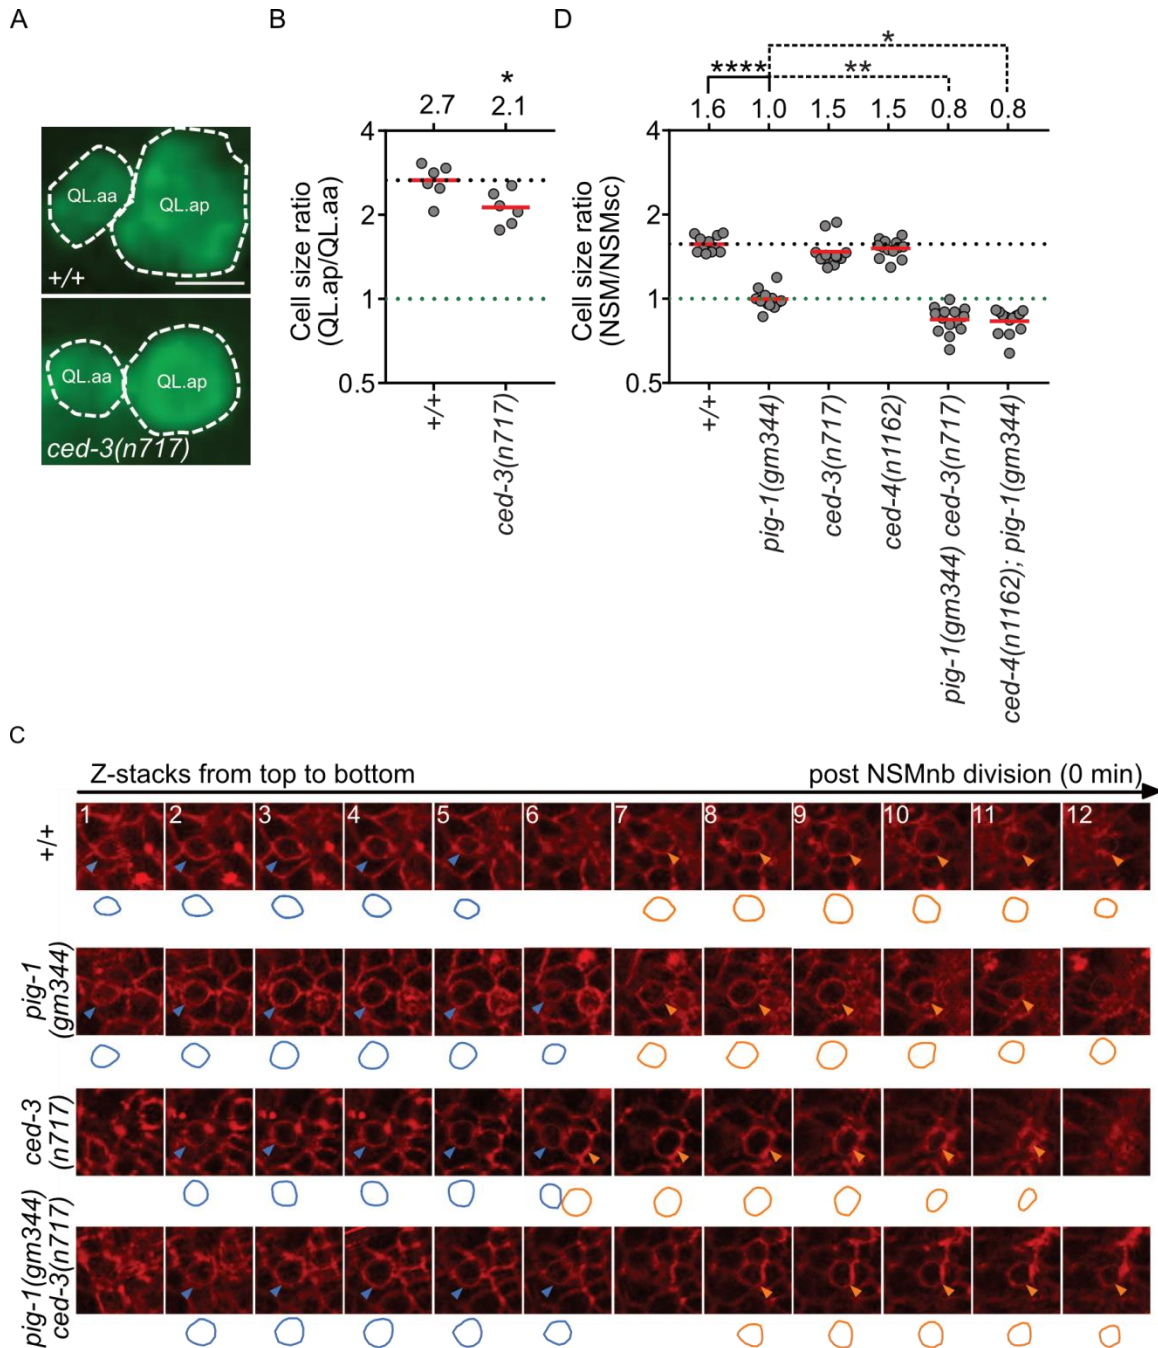 A
QL.aa
QL.ap
+/+
QL.aa
QL.ap
ced-3(n717)
B
*
2.7 2.1
4
2
1
0.5
Cell size ratio
(QL.ap/QL.aa)
+/+
ced-3(n717)
D
*
**** **
1.6 1.0 1.5 1.5 0.8 0.8
4
2
1
0.5
Cell size ratio
(NSM/NSMsc)
+/+
pig-1(gm344)
ced-3(n717)
ced-4(n1162)
pig-1(gm344) ced-3(n717)
ced-4(n1162); pig-1(gm344)
C
Z-stacks from top to bottom post NSMnb division (0 min)
1 2 3 4 5 6 7 8 9 10 11 12
+/+
pig-1
(gm344)
ced-3
(n717)
pig-1(gm344)
ced-3(n717)